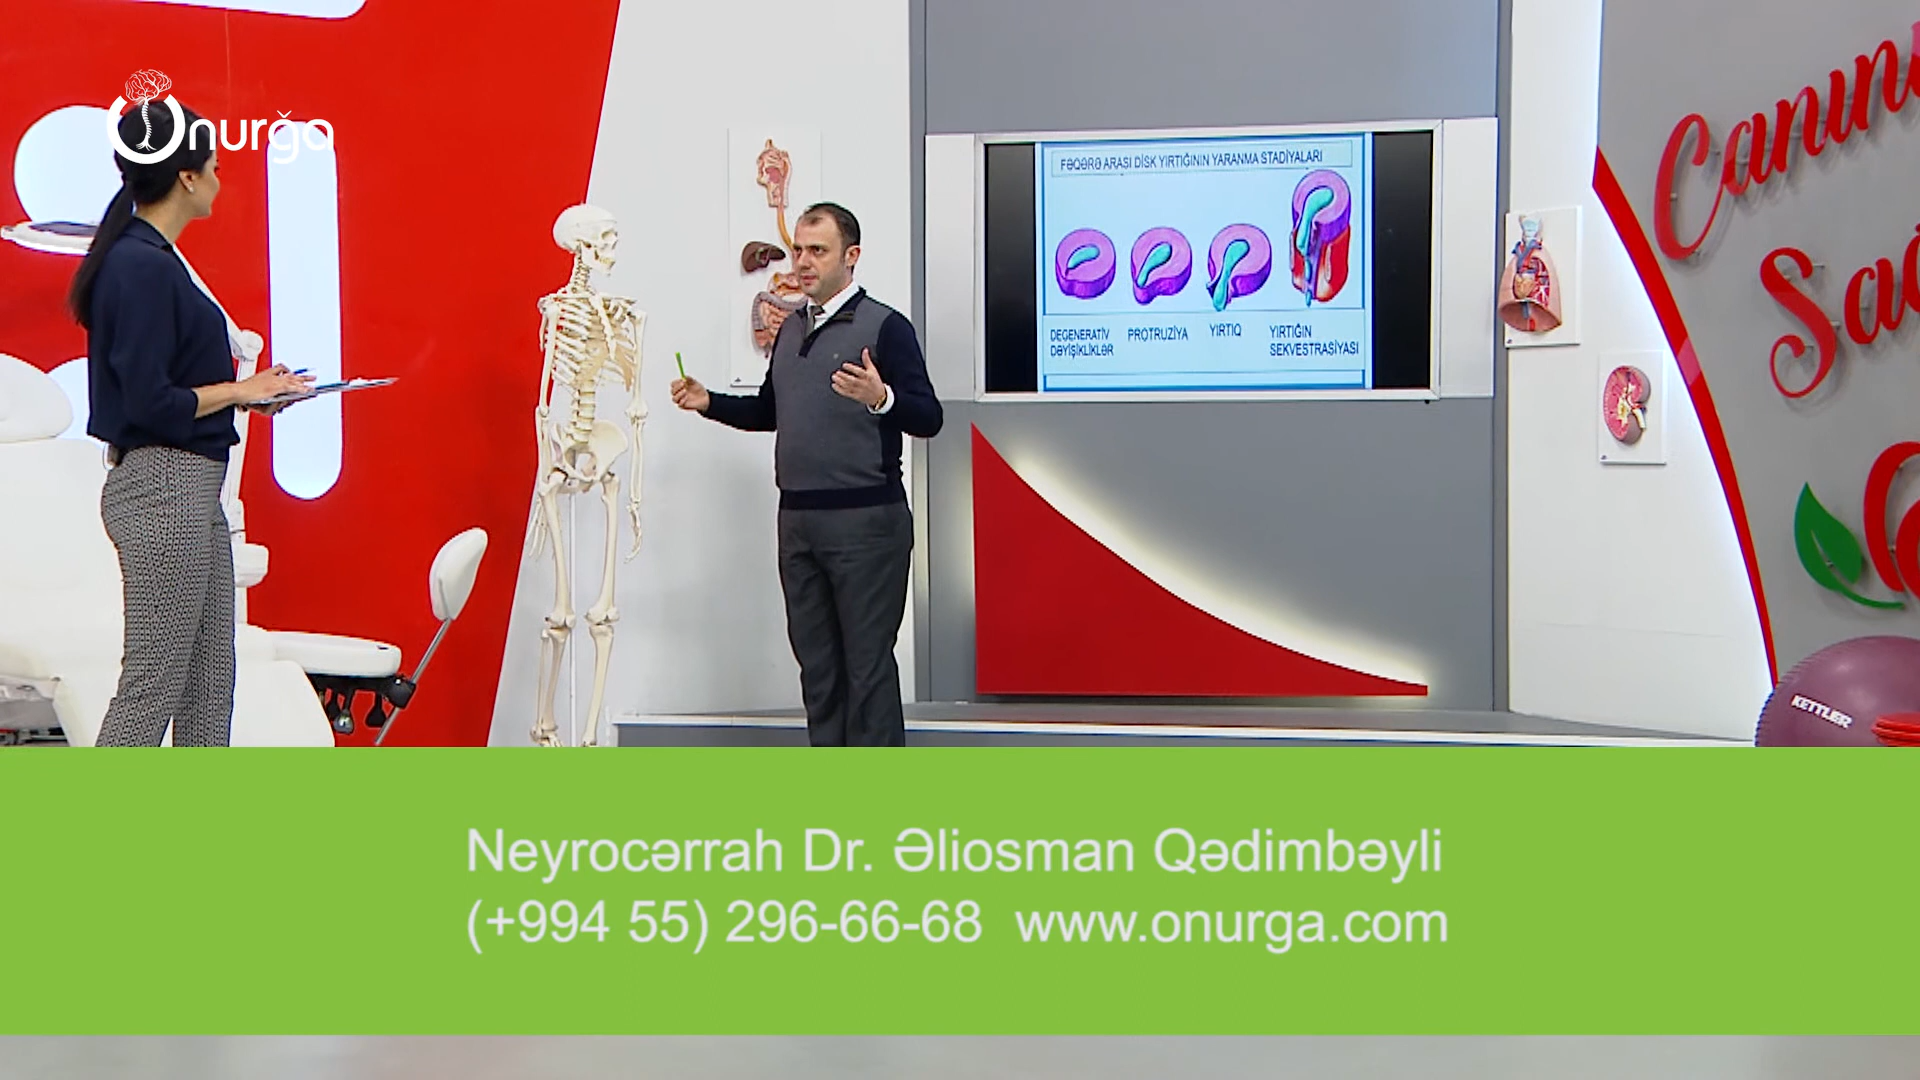 Onurğa
FƏQƏRƏ ARASI DİSK YIRTIĞININ YARANMA STADİYALARI
DEGENERATİV
DƏYİŞİKLİKLƏR
PROTRUZİYA
YIRTIQ
YIRTIĞIN
SEKVESTRASİYASI
KETTLER
Neyrocərrah Dr. Əliosman Qədimbəyli
(+994 55) 296-66-68 www.onurga.com